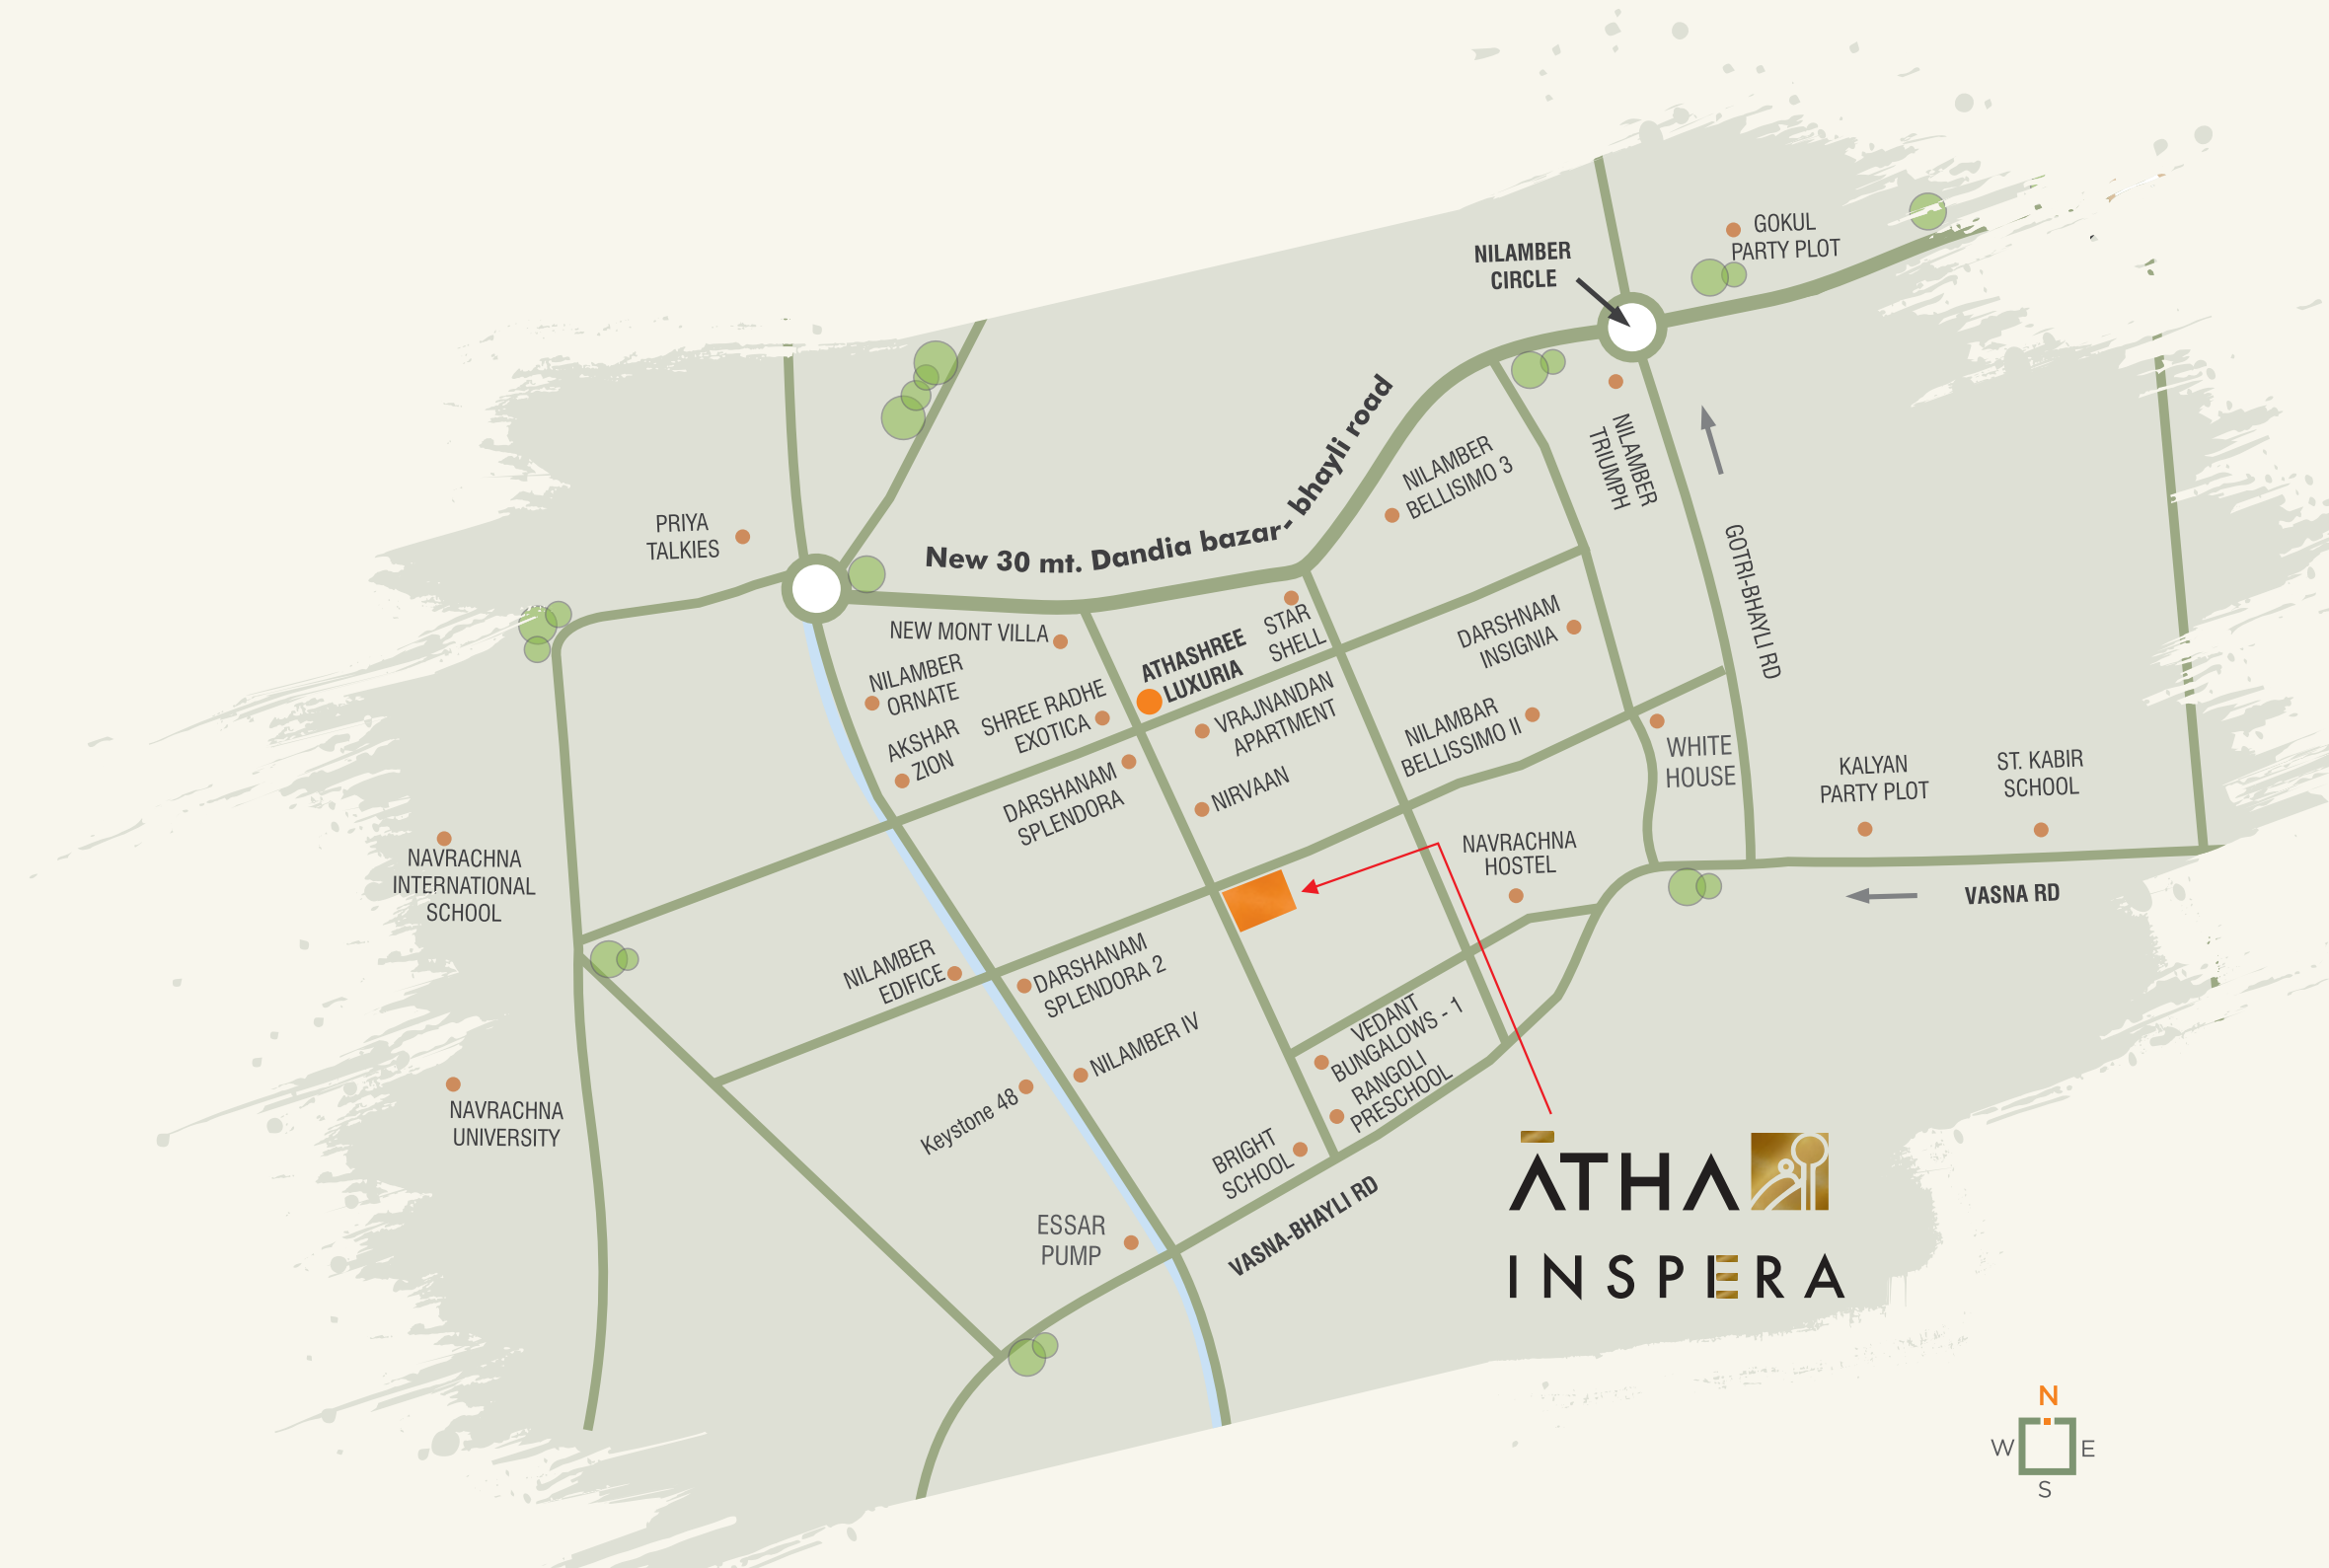 GOKUL
PARTY PLOT
NILAMBER
CIRCLE
New 30 mt. Dandia bazar- bhayli road
NILAMBER
BELLISIMO 3
NILAMBER
TRIUMPH
GOTRI-BHAYLI RD
PRIYA
TALKIES
NEW MONT VILLA
NILAMBER
ORNATE
AKSHAR
ZION
SHREE RADHE
EXOTICA
ATHASHREE
LUXURIA
STAR
SHELL
DARSHNAM
INSIGNIA
VRAJNANDAN
APARTMENT
NILAMBAR
BELLISSIMO II
WHITE
HOUSE
KALYAN
PARTY PLOT
ST. KABIR
SCHOOL
DARSHANAM
SPLENDORA
NIRVAAN
NAVRACHNA
INTERNATIONAL
SCHOOL
NAVRACHNA
HOSTEL
VASNA RD
NILAMBER
EDIFICE
DARSHANAM
SPLENDORA 2
NILAMBER IV
Keystone 48
VEDANT
BUNGALOWS - 1
RANGOLI
PRESCHOOL
NAVRACHNA
UNIVERSITY
BRIGHT
SCHOOL
ESSAR
PUMP
VASNA-BHAYLI RD
ĀTHA
INSPERA
N
W E
S